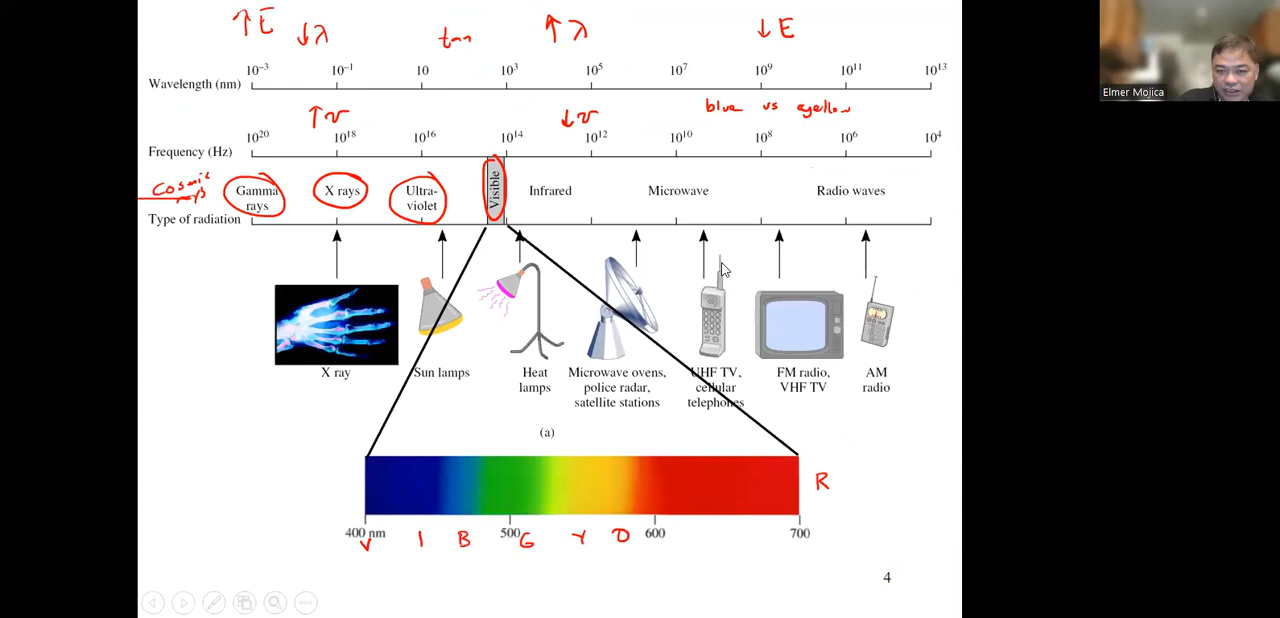 ↑E ↓λ tan ↑λ ↓E
10⁻³ 10⁻¹ 10 10³ 10⁵ 10⁷ 10⁹ 10¹¹ 10¹³
Wavelength (nm)
↑ν ↓ν blue vs yellow
10²⁰ 10¹⁸ 10¹⁶ 10¹⁴ 10¹² 10¹⁰ 10⁸ 10⁶ 10⁴
Frequency (Hz)
Cosmic rays
Gamma rays
X rays
Ultra-
violet
Visible
Infrared
Microwave
Radio waves
Type of radiation
X ray
Sun lamps
Heat
lamps
Microwave ovens,
police radar,
satellite stations
UHF TV,
cellular
telephones
FM radio,
VHF TV
AM
radio
(a)
R
400 nm 500 600 700
V I B G Y O
4
Elmer Mojica